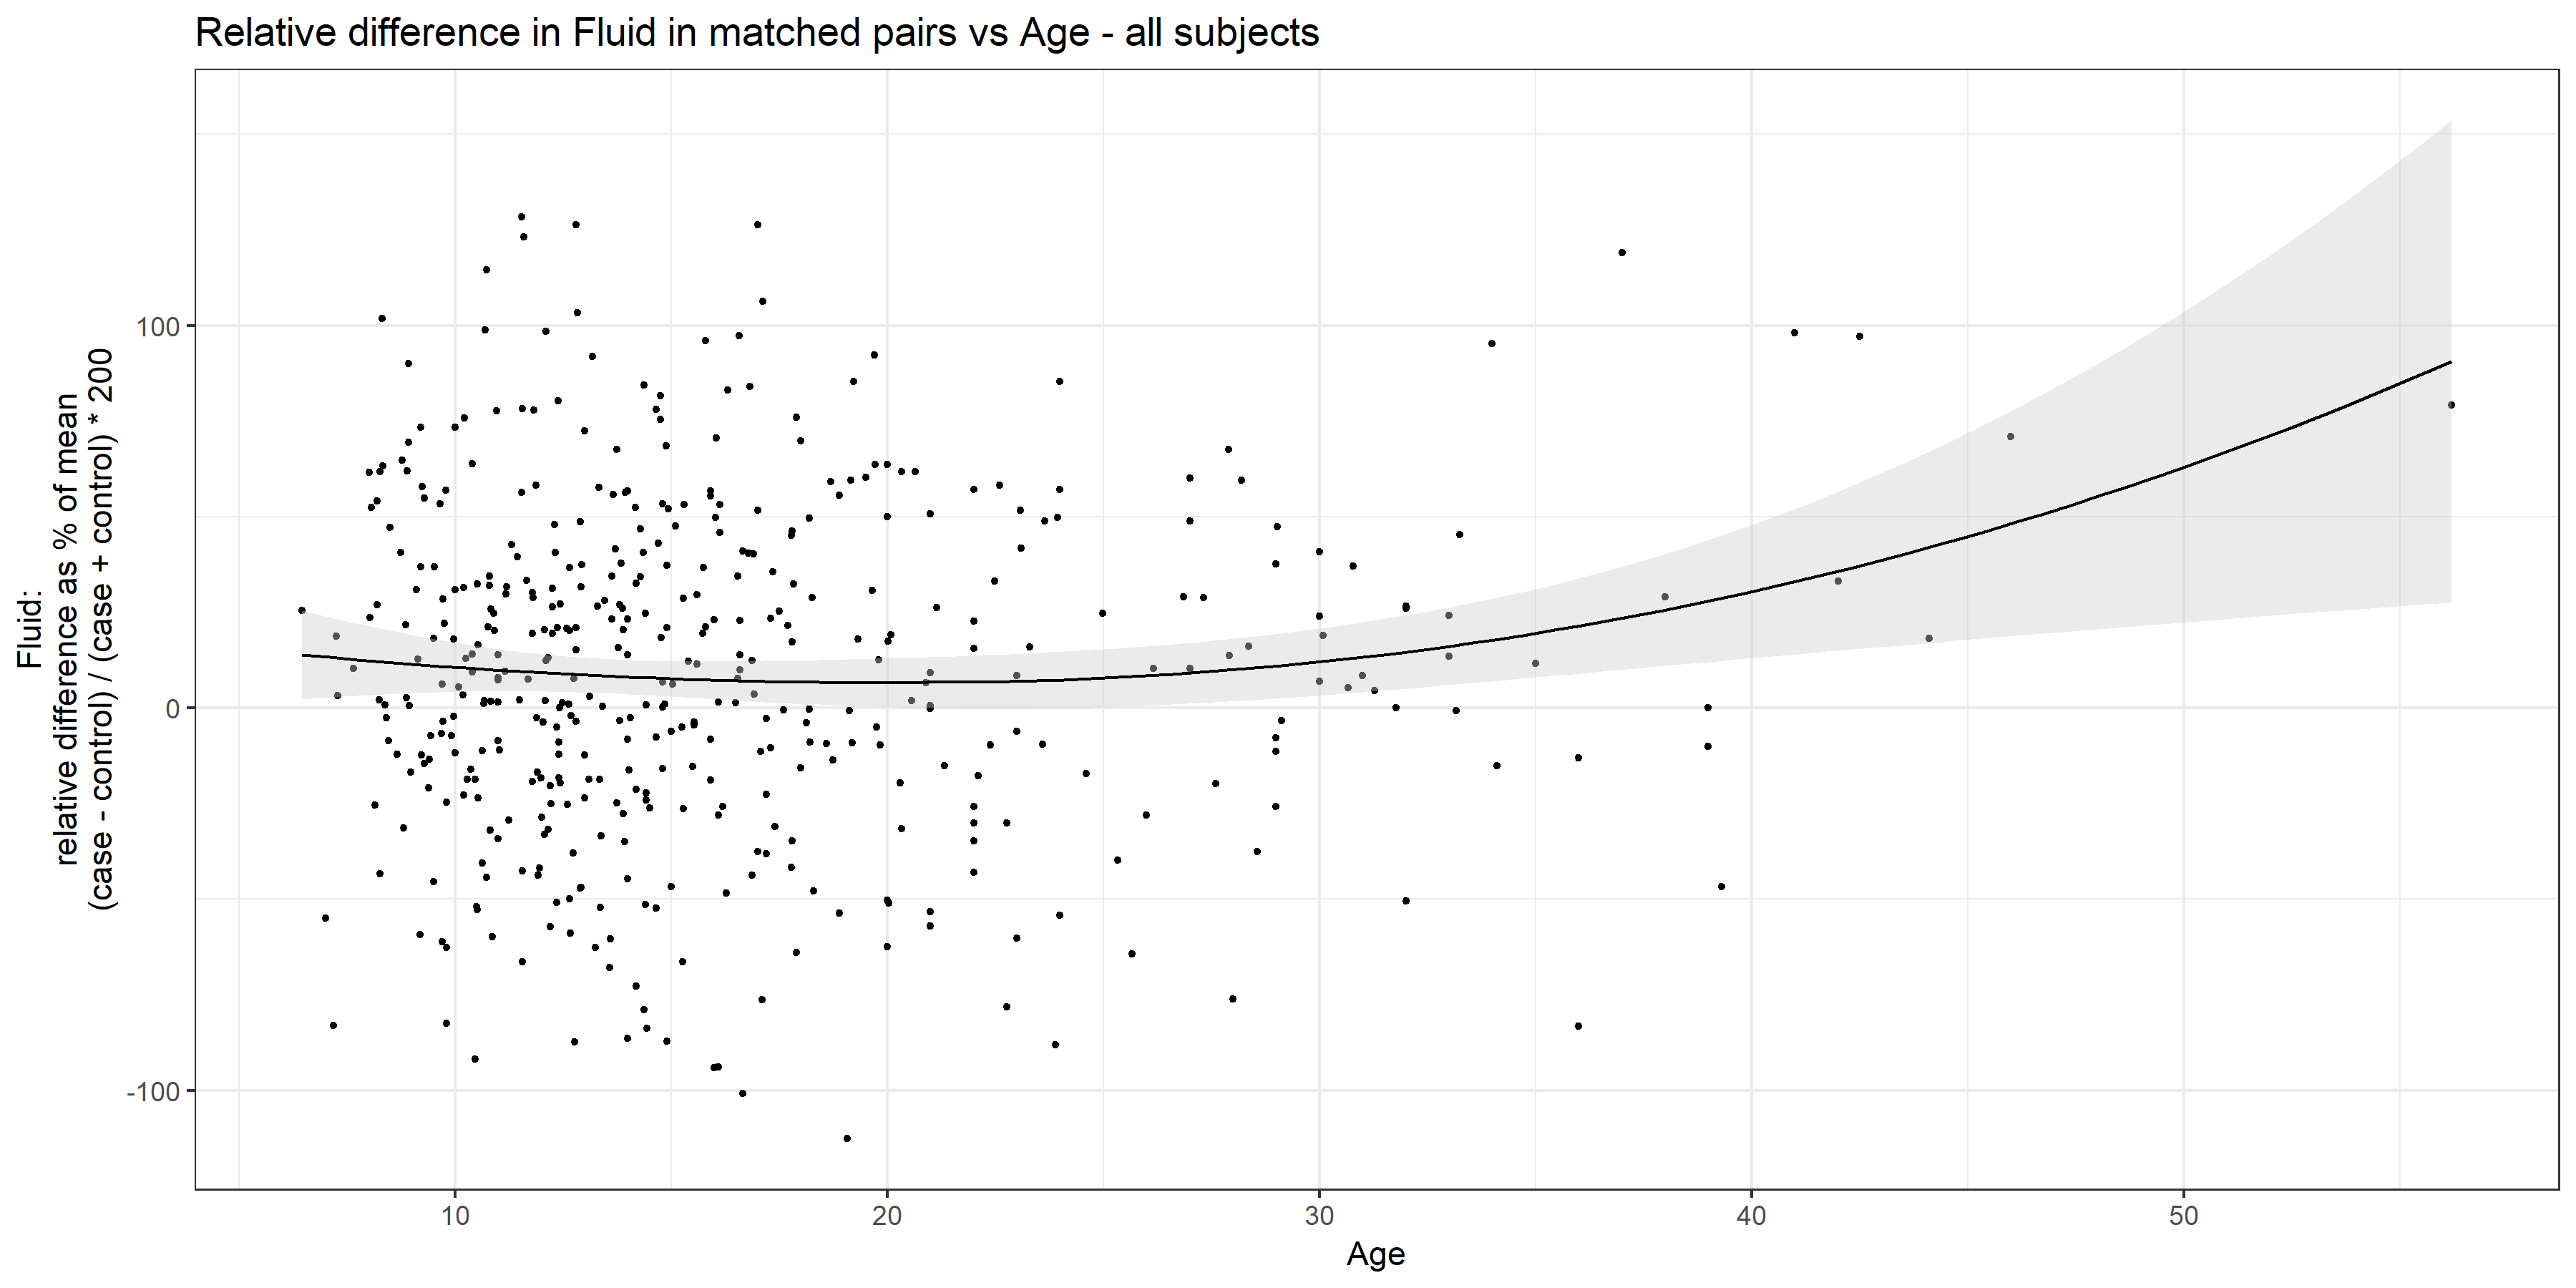 Relative difference in Fluid in matched pairs vs Age - all subjects
Fluid:
relative difference as % of mean
(case - control) / (case + control) * 200
100
0
-100
10
20
30
40
50
Age